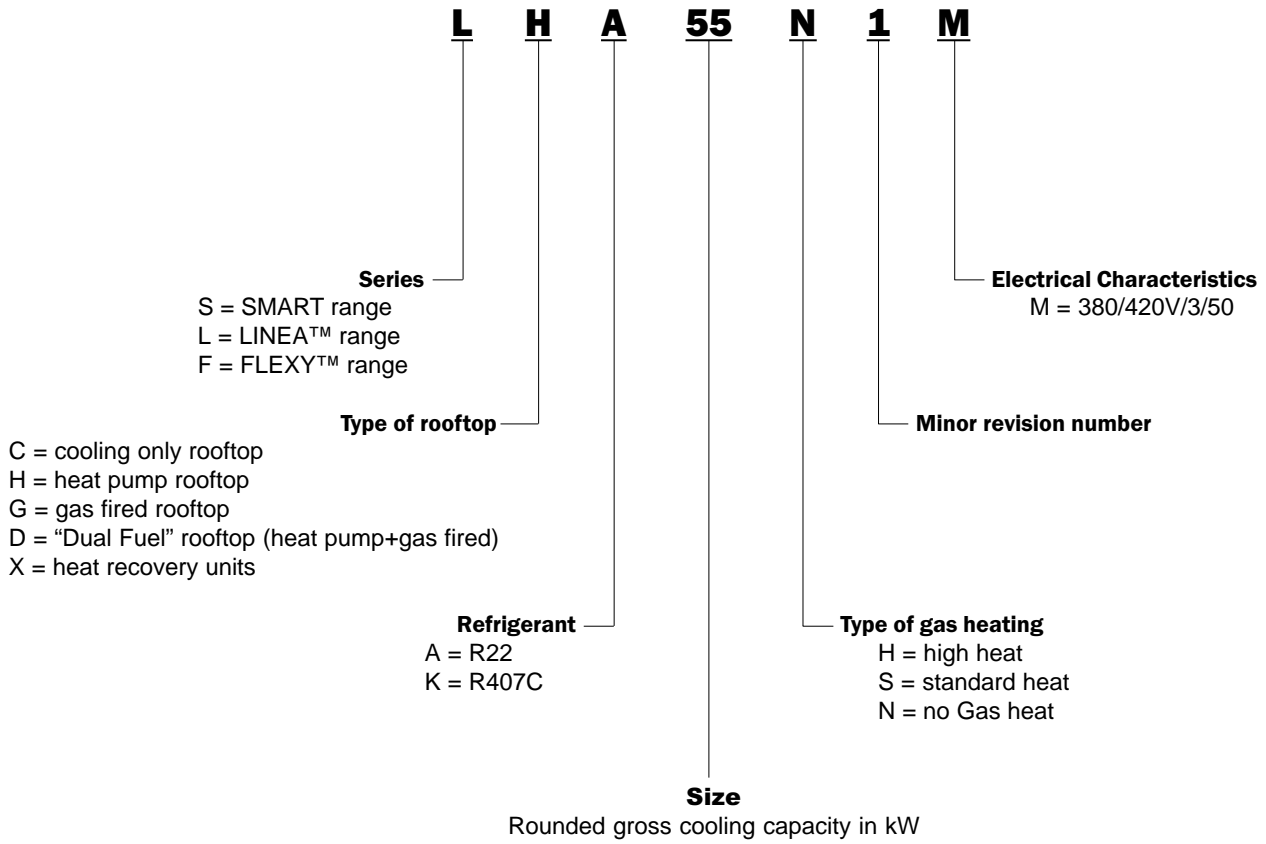 L H A 55 N 1 M
Series
S = SMART range
L = LINEA™ range
F = FLEXY™ range
Electrical Characteristics
M = 380/420V/3/50
Type of rooftop
C = cooling only rooftop
H = heat pump rooftop
G = gas fired rooftop
D = “Dual Fuel” rooftop (heat pump+gas fired)
X = heat recovery units
Minor revision number
Refrigerant
A = R22
K = R407C
Type of gas heating
H = high heat
S = standard heat
N = no Gas heat
Size
Rounded gross cooling capacity in kW